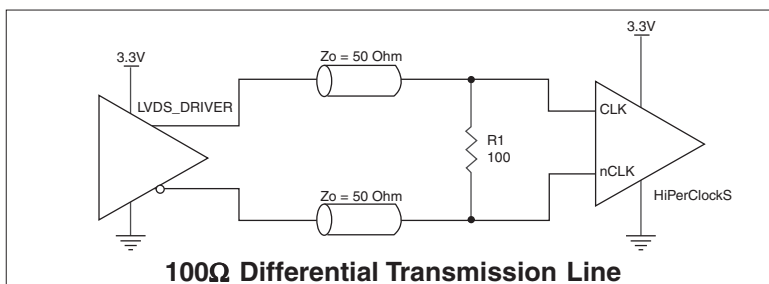 3.3V
Zo = 50 Ohm
3.3V
LVDS_DRIVER
CLK
R1
100
nCLK
Zo = 50 Ohm
HiPerClockS
100Ω Differential Transmission Line